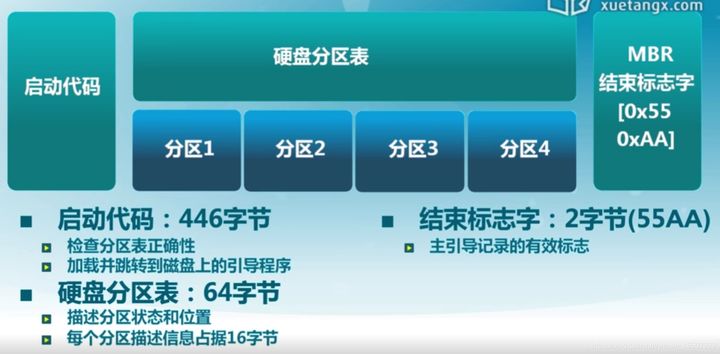 xuetangx.com
启动代码
硬盘分区表
分区1
分区2
分区3
分区4
MBR
结束标志字
[0x55
0xAA]
启动代码：446字节
检查分区表正确性
加载并跳转到磁盘上的引导程序
硬盘分区表：64字节
描述分区状态和位置
每个分区描述信息占据16字节
结束标志字：2字节(55AA)
主引导记录的有效标志